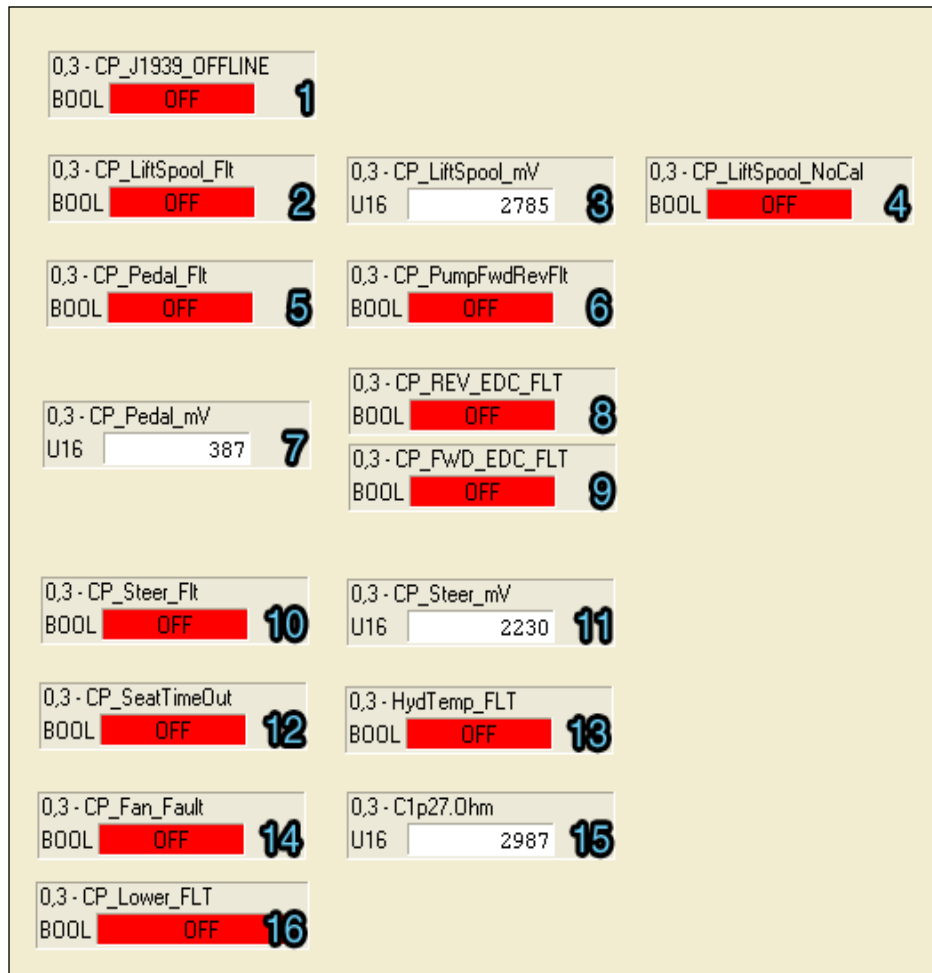 0,3 - CP_J1939_OFFLINE
BOOL OFF 1
0,3 - CP_LiftSpool_Flt
BOOL OFF 2
0,3 - CP_LiftSpool_mV
U16 2785 3
0,3 - CP_LiftSpool_NoCal
BOOL OFF 4
0,3 - CP_Pedal_Flt
BOOL OFF 5
0,3 - CP_PumpFwdRevFlt
BOOL OFF 6
0,3 - CP_Pedal_mV
U16 387 7
0,3 - CP_REV_EDC_FLT
BOOL OFF 8
0,3 - CP_FWD_EDC_FLT
BOOL OFF 9
0,3 - CP_Steer_Flt
BOOL OFF 10
0,3 - CP_Steer_mV
U16 2230 11
0,3 - CP_SeatTimeOut
BOOL OFF 12
0,3 - HydTemp_FLT
BOOL OFF 13
0,3 - CP_Fan_Fault
BOOL OFF 14
0,3 - C1p27.Ohm
U16 2987 15
0,3 - CP_Lower_FLT
BOOL OFF 16